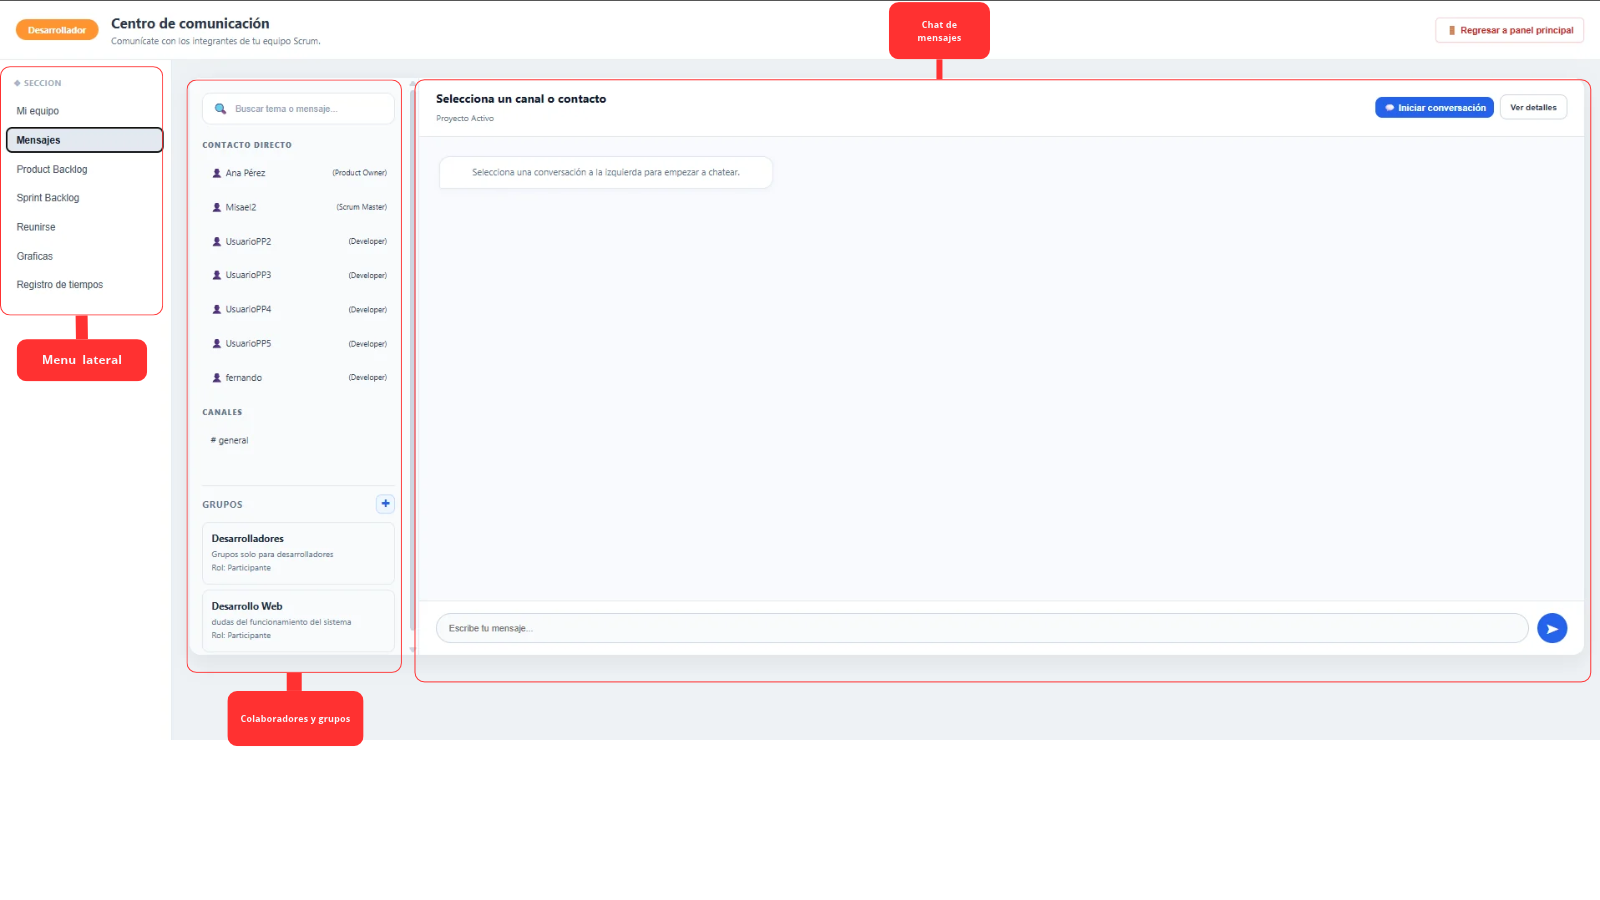 Desarrollador
Centro de comunicación
Comunícate con los integrantes de tu equipo Scrum.
Chat de
mensajes
Regresar a panel principal
SECCION
Mi equipo
Mensajes
Product Backlog
Sprint Backlog
Reunirse
Graficas
Registro de tiempos
Menu lateral
Buscar tema o mensaje...
CONTACTO DIRECTO
Ana Pérez (Product Owner)
Misael2 (Scrum Master)
UsuarioPP2 (Developer)
UsuarioPP3 (Developer)
UsuarioPP4 (Developer)
UsuarioPP5 (Developer)
fernando (Developer)
CANALES
# general
GRUPOS +
Desarrolladores
Grupos solo para desarrolladores
Rol: Participante
Desarrollo Web
dudas del funcionamiento del sistema
Rol: Participante
Colaboradores y grupos
Selecciona un canal o contacto
Proyecto Activo
Iniciar conversación
Ver detalles
Selecciona una conversación a la izquierda para empezar a chatear.
Escribe tu mensaje...